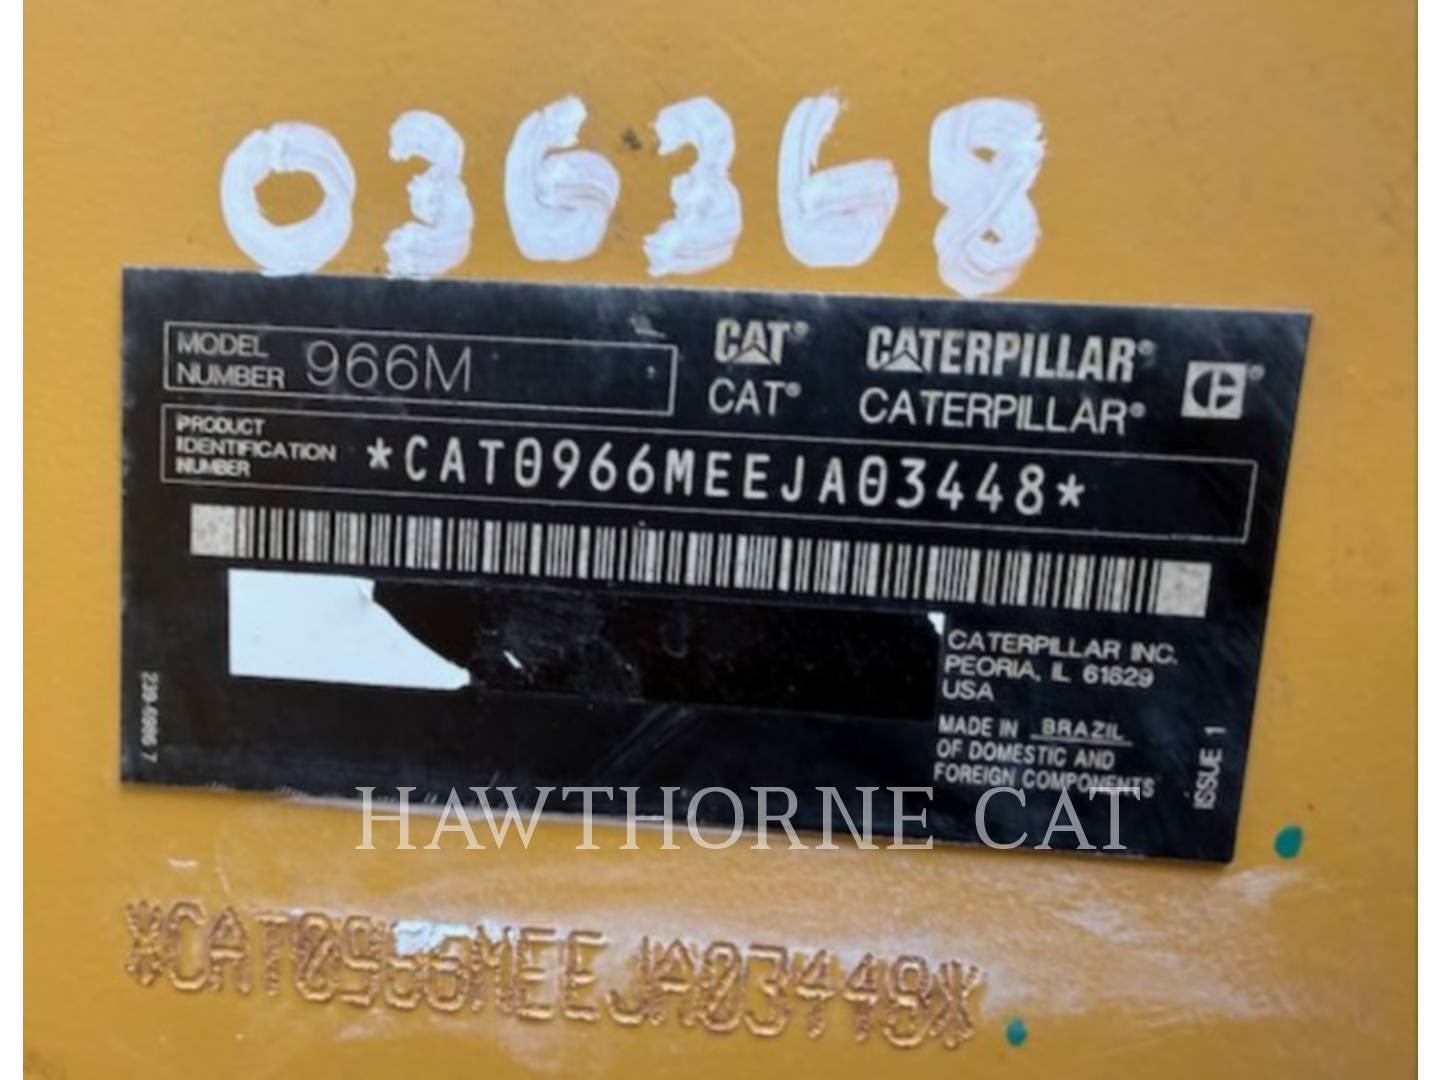 036368
MODEL NUMBER 966M
CAT® CATERPILLAR® CE®
CAT® CATERPILLAR®
PRODUCT IDENTIFICATION NUMBER *CAT0966MEEJA03448*
CATERPILLAR INC.
PEORIA, IL 61629
USA
MADE IN BRAZIL
OF DOMESTIC AND
FOREIGN COMPONENTS
ISSUE 1
HAWTHORNE CAT
*CAT0966MEEJA03448*